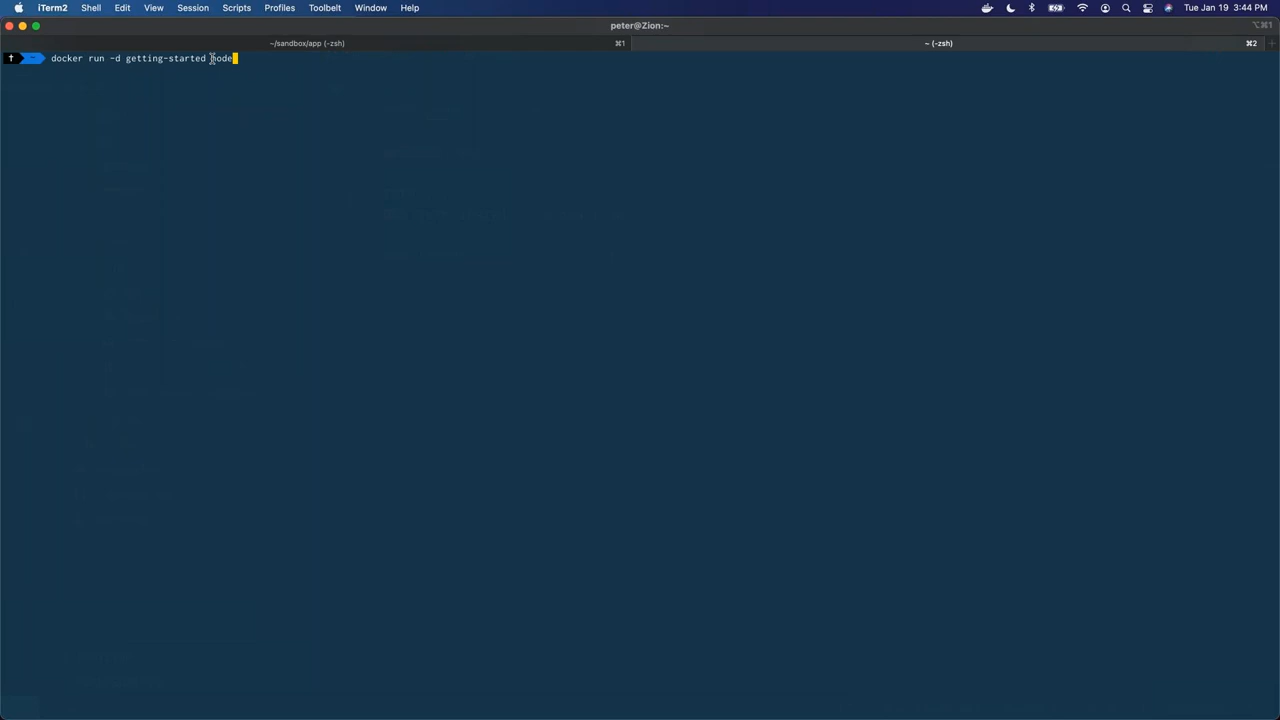 iTerm2 Shell Edit View Session Scripts Profiles Toolbelt Window Help Tue Jan 19 3:44 PM
peter@Zion:~ ⌥⌘1
~/sandbox/app (-zsh) ⌘1 ~ (-zsh) ⌘2
~ docker run -d getting-started node